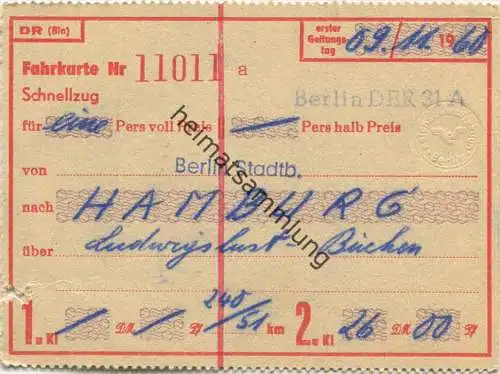 DR (Bln)
erster Geltungstag 09./11. 1960
Fahrkarte Nr 11011 a
Schnellzug
Berlin DER 31 A
für eine Pers voll Preis — Pers halb Preis
von Berlin Stadtb.
nach HAMBURG
über Ludwigslust - Büchen
240/51 km
1. Kl / DM / Pf 2. Kl 26 DM 00 Pf
heimatsammlung